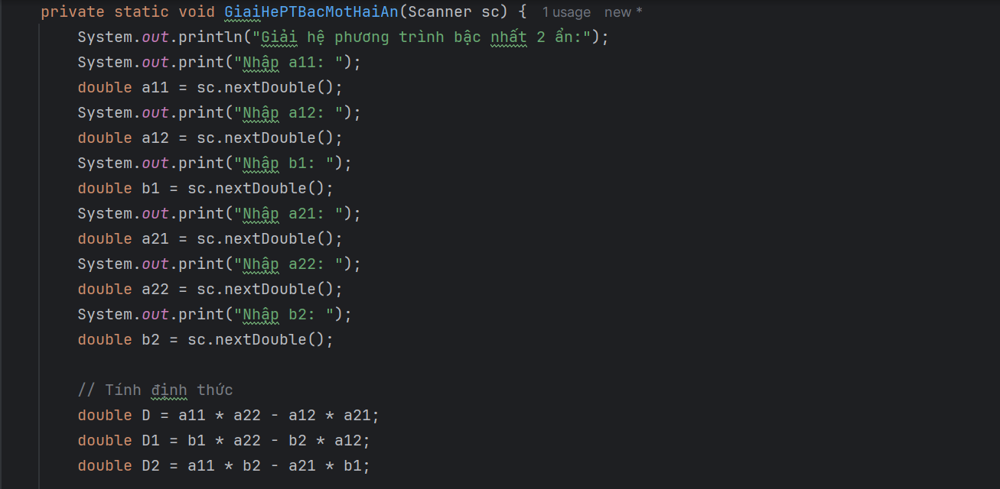 private static void GiaiHePTBacMotHaiAn(Scanner sc) { 1 usage new *
System.out.println("Giải hệ phương trình bậc nhất 2 ẩn:");
System.out.print("Nhập a11: ");
double a11 = sc.nextDouble();
System.out.print("Nhập a12: ");
double a12 = sc.nextDouble();
System.out.print("Nhập b1: ");
double b1 = sc.nextDouble();
System.out.print("Nhập a21: ");
double a21 = sc.nextDouble();
System.out.print("Nhập a22: ");
double a22 = sc.nextDouble();
System.out.print("Nhập b2: ");
double b2 = sc.nextDouble();
// Tính định thức
double D = a11 * a22 - a12 * a21;
double D1 = b1 * a22 - b2 * a12;
double D2 = a11 * b2 - a21 * b1;